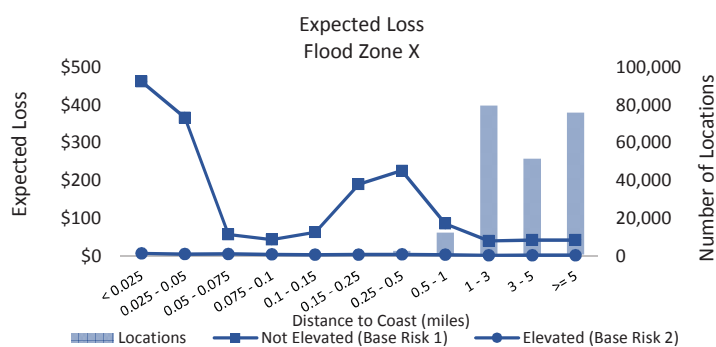 Expected Loss
Flood Zone X
$500
$400
$300
$200
$100
$0
Expected Loss
100,000
80,000
60,000
40,000
20,000
0
Number of Locations
< 0.025
0.025 - 0.05
0.05 - 0.075
0.075 - 0.1
0.1 - 0.15
0.15 - 0.25
0.25 - 0.5
0.5 - 1
1 - 3
3 - 5
>= 5
Distance to Coast (miles)
Locations Not Elevated (Base Risk 1) Elevated (Base Risk 2)